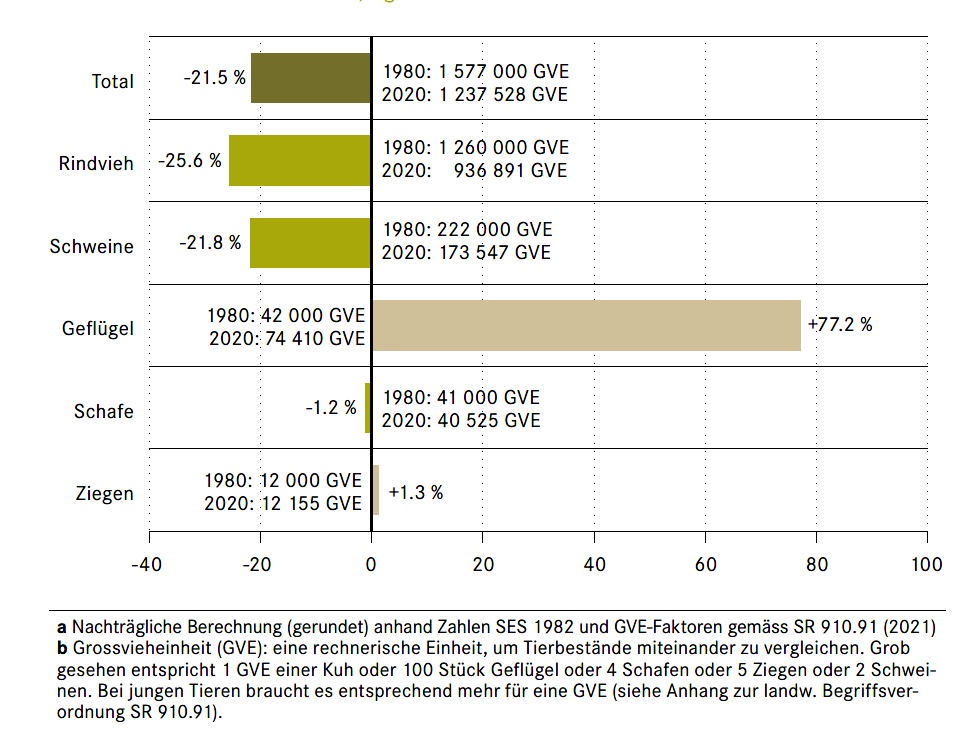 Total
-21.5 %
1980: 1 577 000 GVE
2020: 1 237 528 GVE
Rindvieh
-25.6 %
1980: 1 260 000 GVE
2020: 936 891 GVE
Schweine
-21.8 %
1980: 222 000 GVE
2020: 173 547 GVE
Geflügel
1980: 42 000 GVE
2020: 74 410 GVE
+77.2 %
Schafe
-1.2 %
1980: 41 000 GVE
2020: 40 525 GVE
Ziegen
1980: 12 000 GVE
2020: 12 155 GVE
+1.3 %
-40 -20 0 20 40 60 80 100
a Nachträgliche Berechnung (gerundet) anhand Zahlen SES 1982 und GVE-Faktoren gemäss SR 910.91 (2021)
b Grossvieheinheit (GVE): eine rechnerische Einheit, um Tierbestände miteinander zu vergleichen. Grob
gesehen entspricht 1 GVE einer Kuh oder 100 Stück Geflügel oder 4 Schafen oder 5 Ziegen oder 2 Schwei-
nen. Bei jungen Tieren braucht es entsprechend mehr für eine GVE (siehe Anhang zur landw. Begriffsver-
ordnung SR 910.91).